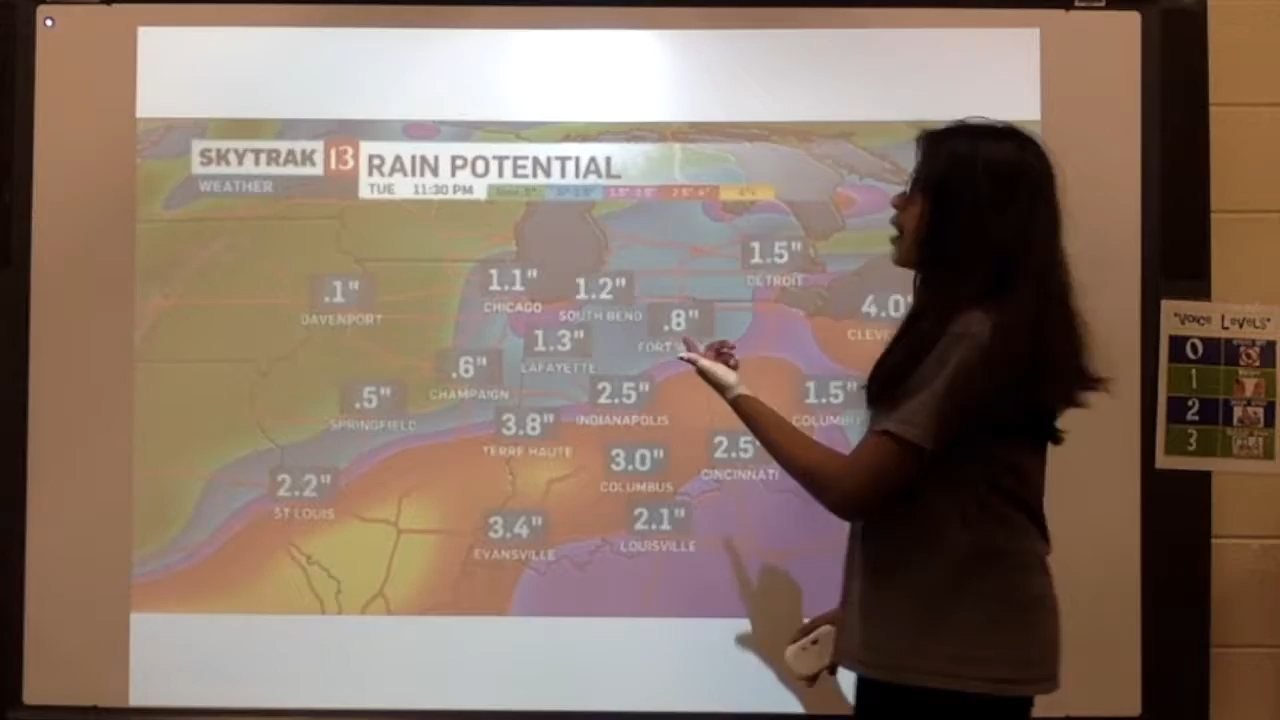 SKYTRAK 13
WEATHER
RAIN POTENTIAL
TUE 11:30 PM
1.5"
DETROIT
1.1"
CHICAGO
1.2"
SOUTH BEND
.1"
DAVENPORT
4.0"
CLEVE
.8"
FORT
1.3"
LAFAYETTE
.6"
CHAMPAIGN
.5"
SPRINGFIELD
2.5"
INDIANAPOLIS
1.5"
COLUMBU
3.8"
TERRE HAUTE
2.5"
CINCINNATI
3.0"
COLUMBUS
2.2"
ST LOUIS
3.4"
EVANSVILLE
2.1"
LOUISVILLE
"Voice Levels"
0
1
2
3